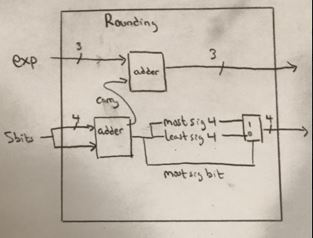 Rounding
exp
3
adder
3
carry
5bits
4
adder
most sig 4
least sig 4
1
0
4
most sig bit